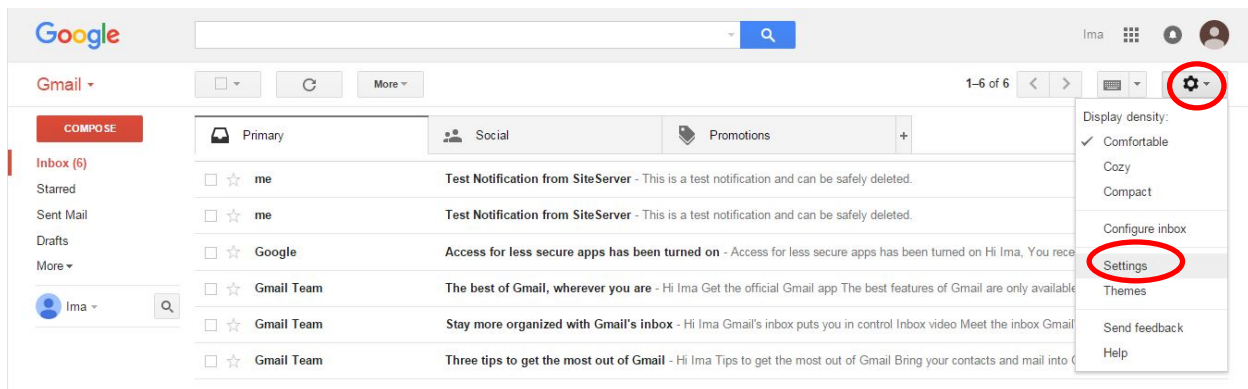 Google
Ima
Gmail
More
1–6 of 6
COMPOSE
Inbox (6)
Starred
Sent Mail
Drafts
More
Ima
Primary
Social
Promotions
+
me Test Notification from SiteServer - This is a test notification and can be safely deleted.
me Test Notification from SiteServer - This is a test notification and can be safely deleted.
Google Access for less secure apps has been turned on - Access for less secure apps has been turned on Hi Ima, You rece
Gmail Team The best of Gmail, wherever you are - Hi Ima Get the official Gmail app The best features of Gmail are only available
Gmail Team Stay more organized with Gmail's inbox - Hi Ima Gmail's inbox puts you in control Inbox video Meet the inbox Gmail'
Gmail Team Three tips to get the most out of Gmail - Hi Ima Tips to get the most out of Gmail Bring your contacts and mail into
Display density:
Comfortable
Cozy
Compact
Configure inbox
Settings
Themes
Send feedback
Help